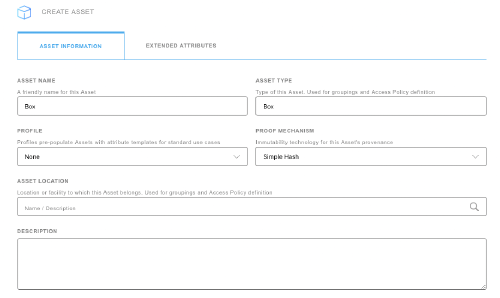 CREATE ASSET
ASSET INFORMATION
EXTENDED ATTRIBUTES
ASSET NAME
A friendly name for this Asset
Box
ASSET TYPE
Type of this Asset. Used for groupings and Access Policy definition
Box
PROFILE
Profiles pre-populate Assets with attribute templates for standard use cases
None
PROOF MECHANISM
Immutability technology for this Asset's provenance
Simple Hash
ASSET LOCATION
Location or facility to which this Asset belongs. Used for groupings and Access Policy definition
Name / Description
DESCRIPTION